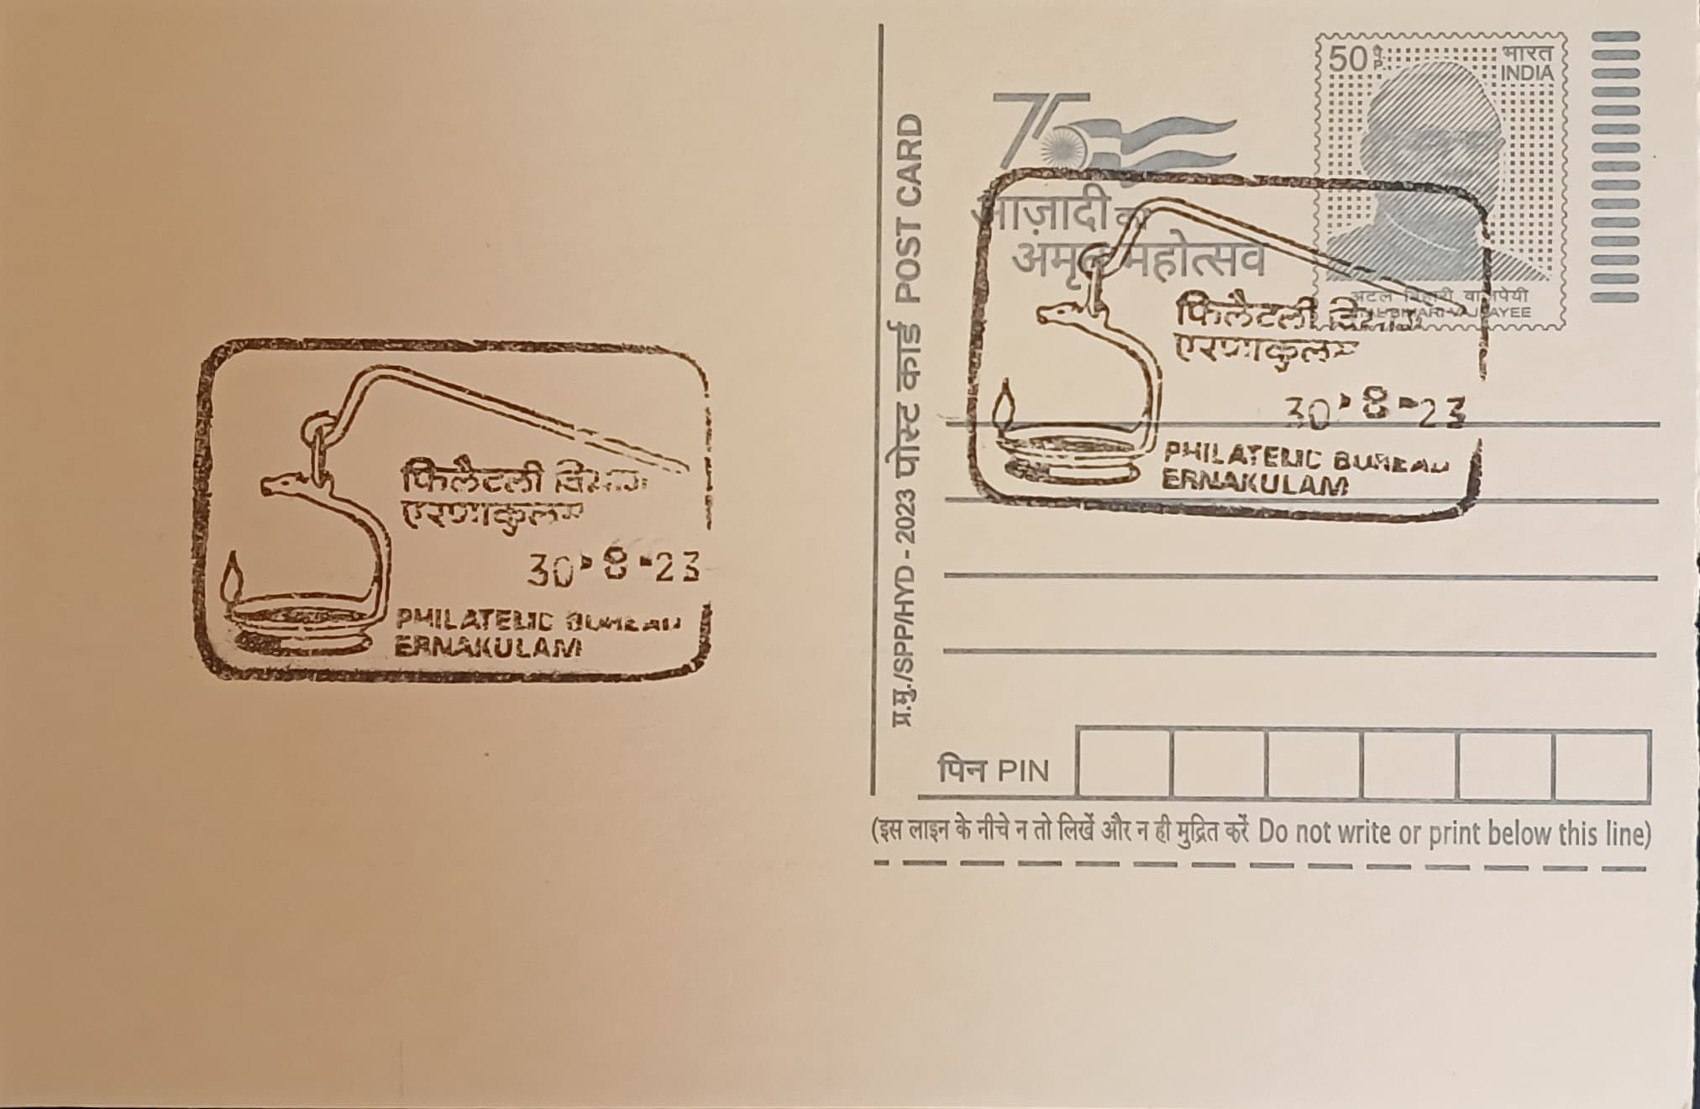 50 पै. P.
भारत
INDIA
75
आज़ादी का
अमृत महोत्सव
अटल बिहारी वाजपेयी
ATAL BIHARI VAJPAYEE
प्र.मु./SPP/HYD - 2023 पोस्ट कार्ड POST CARD
फिलैटली
एरणाकुलम
30·8·23
PHILATELIC BUREAU
ERNAKULAM
फिलैटली
एरणाकुलम
30·8·23
PHILATELIC BUREAU
ERNAKULAM
पिन PIN
(इस लाइन के नीचे न तो लिखें और न ही मुद्रित करें Do not write or print below this line)